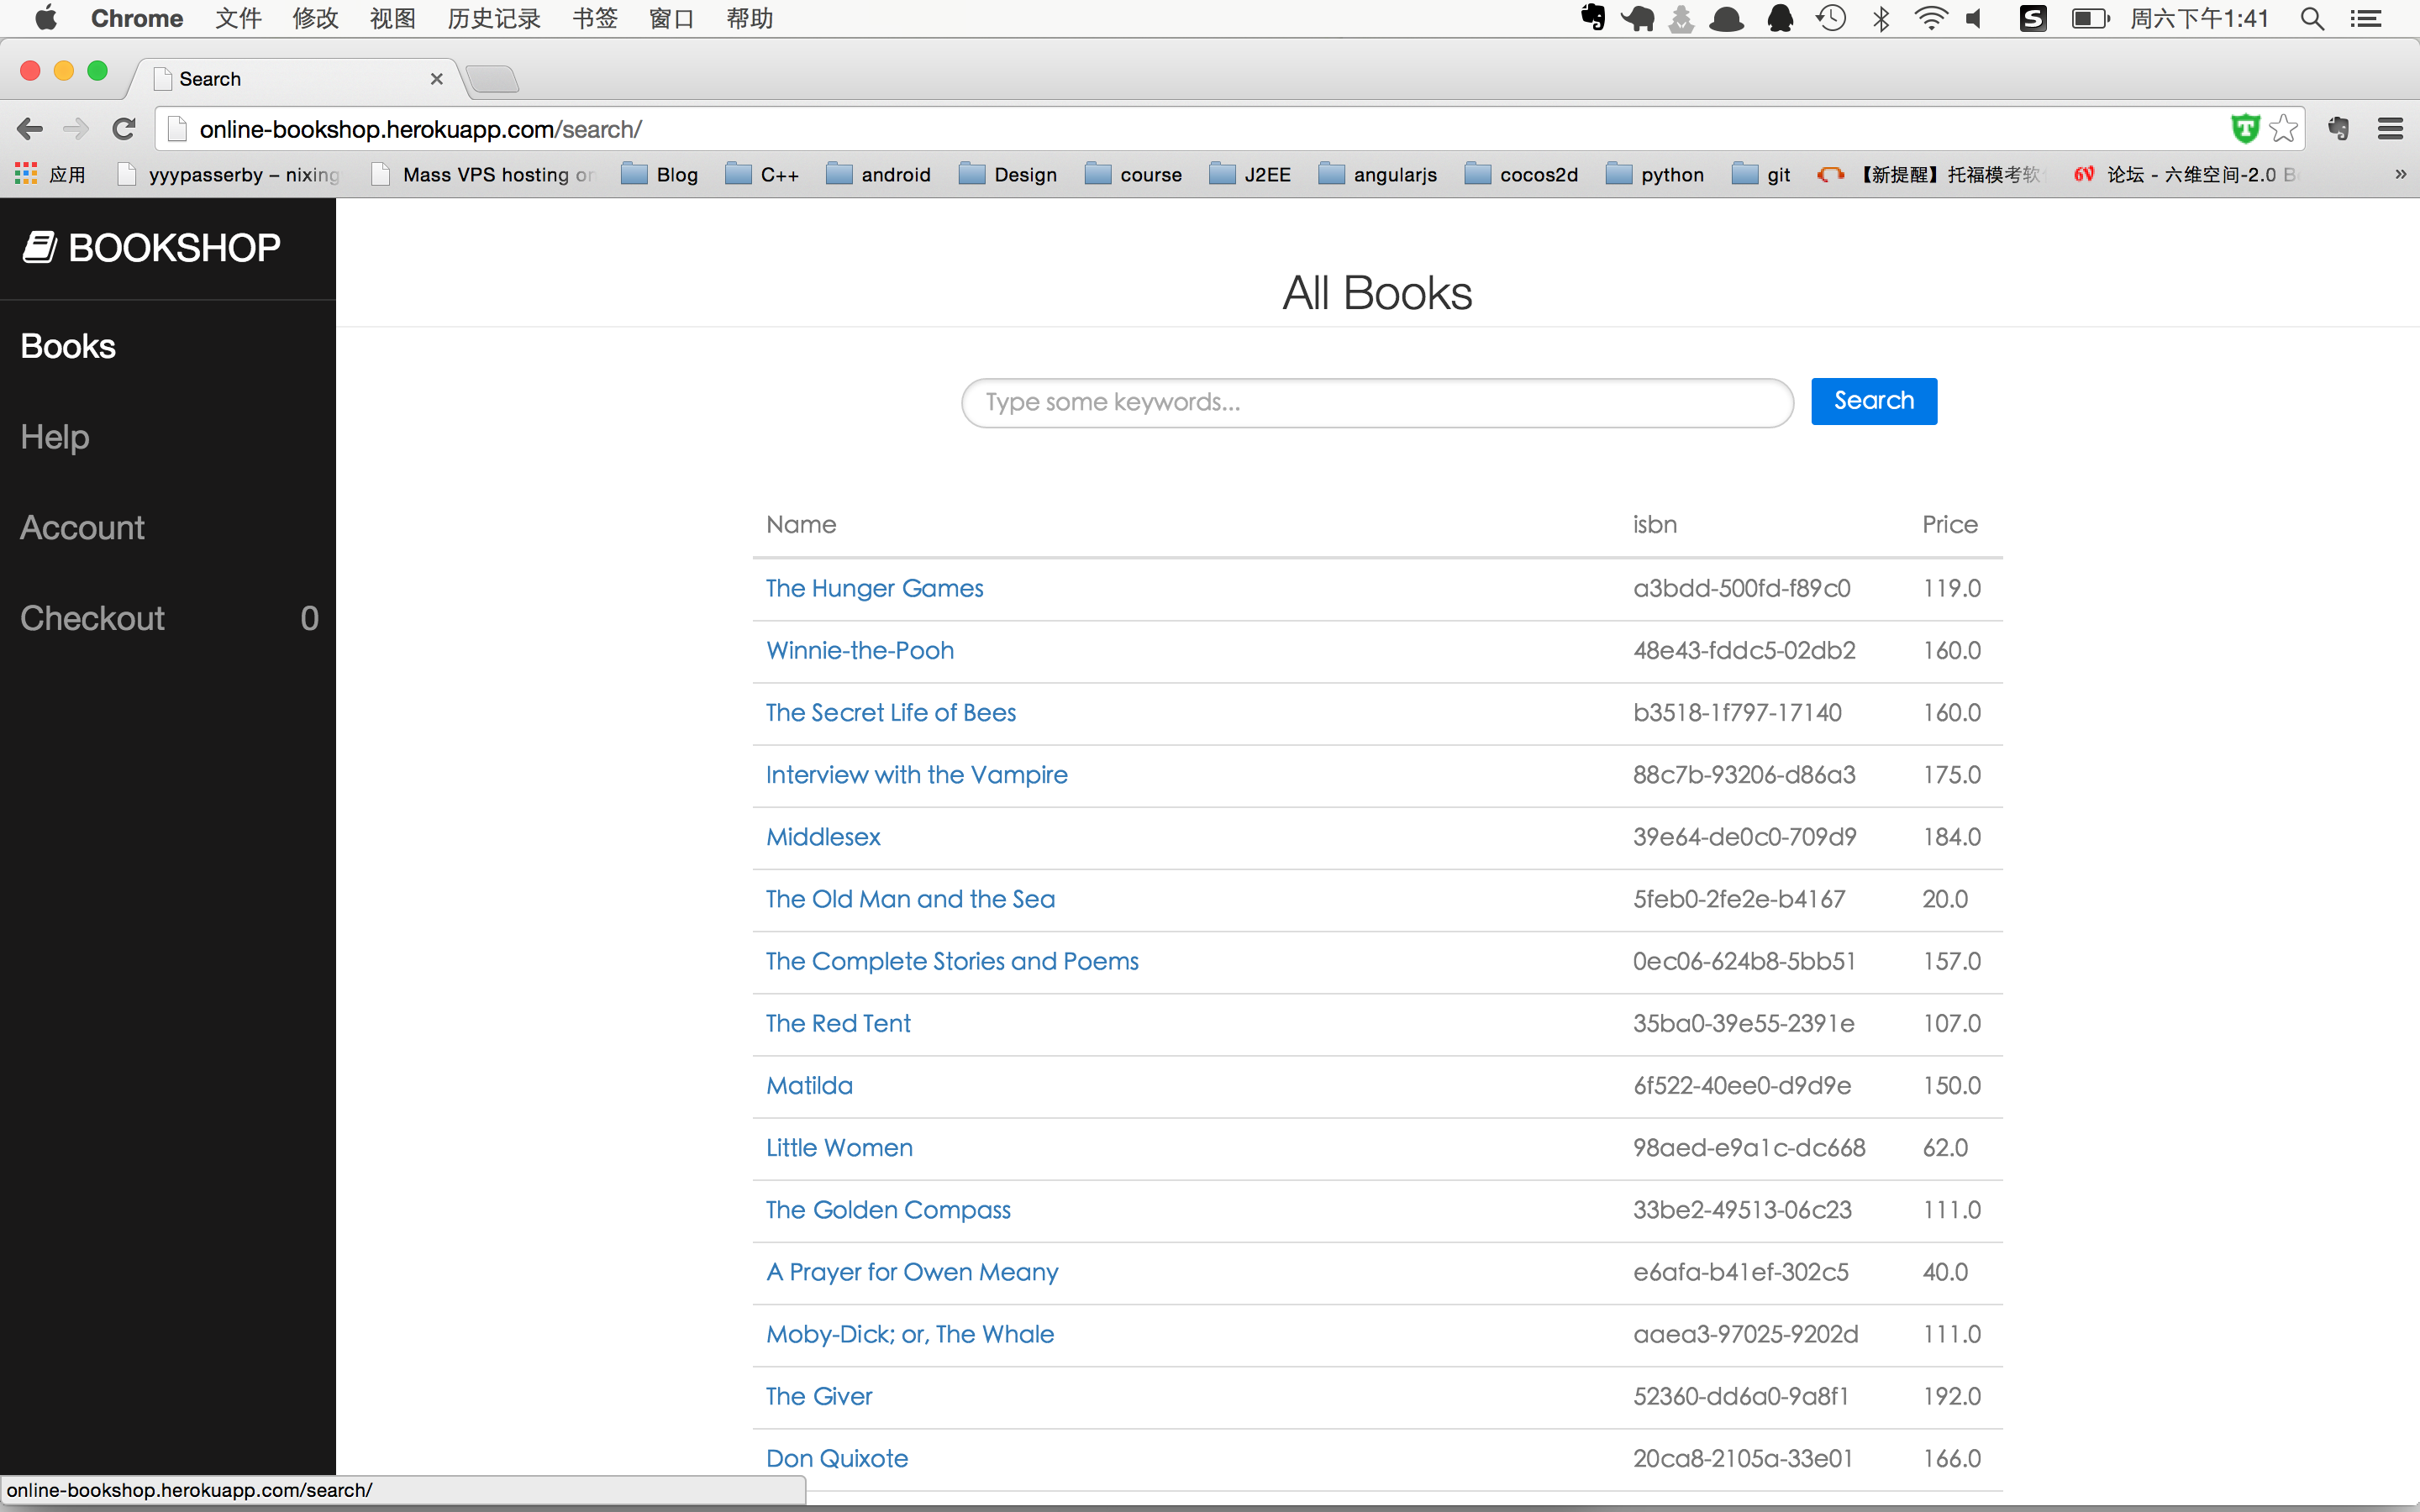 Chrome 文件 修改 视图 历史记录 书签 窗口 帮助 周六下午1:41
Search
online-bookshop.herokuapp.com/search/
应用 yyypasserby – nixing Mass VPS hosting on Blog C++ android Design course J2EE angularjs cocos2d python git 【新提醒】托福模考软 6V 论坛 - 六维空间-2.0 B »
BOOKSHOP
Books
Help
Account
Checkout 0
All Books
Type some keywords... Search
Name isbn Price
The Hunger Games a3bdd-500fd-f89c0 119.0
Winnie-the-Pooh 48e43-fddc5-02db2 160.0
The Secret Life of Bees b3518-1f797-17140 160.0
Interview with the Vampire 88c7b-93206-d86a3 175.0
Middlesex 39e64-de0c0-709d9 184.0
The Old Man and the Sea 5feb0-2fe2e-b4167 20.0
The Complete Stories and Poems 0ec06-624b8-5bb51 157.0
The Red Tent 35ba0-39e55-2391e 107.0
Matilda 6f522-40ee0-d9d9e 150.0
Little Women 98aed-e9a1c-dc668 62.0
The Golden Compass 33be2-49513-06c23 111.0
A Prayer for Owen Meany e6afa-b41ef-302c5 40.0
Moby-Dick; or, The Whale aaea3-97025-9202d 111.0
The Giver 52360-dd6a0-9a8f1 192.0
Don Quixote 20ca8-2105a-33e01 166.0
online-bookshop.herokuapp.com/search/